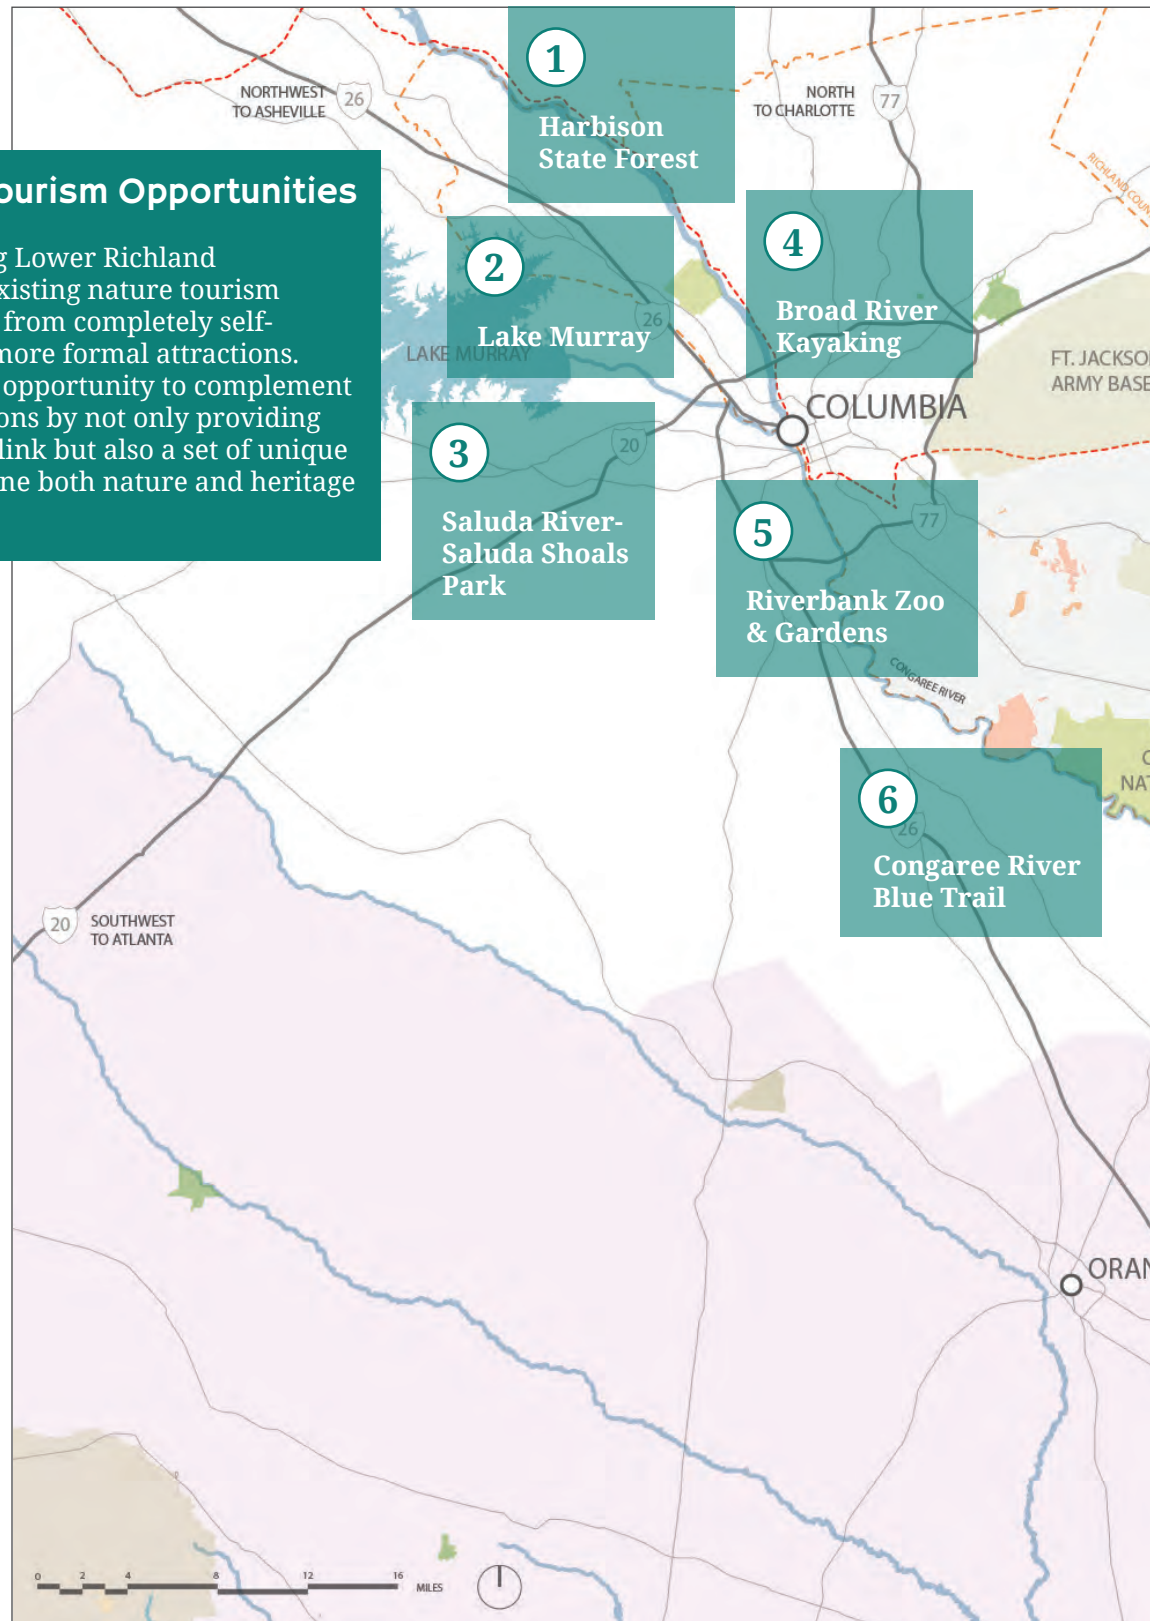 NORTHWEST
TO ASHEVILLE
26
1
Harbison
State Forest
NORTH
TO CHARLOTTE
77
RICHLAND COUN
ourism Opportunities
g Lower Richland
xisting nature tourism
from completely self-
more formal attractions.
opportunity to complement
ons by not only providing
link but also a set of unique
ne both nature and heritage
2
Lake Murray
26
LAKE MURRAY
4
Broad River
Kayaking
FT. JACKSO
ARMY BASE
COLUMBIA
3
20
Saluda River-
Saluda Shoals
Park
5
77
Riverbank Zoo
& Gardens
CONGAREE RIVER
C
NAT
6
26
Congaree River
Blue Trail
20
SOUTHWEST
TO ATLANTA
ORAN
0 2 4 8 12 16
MILES